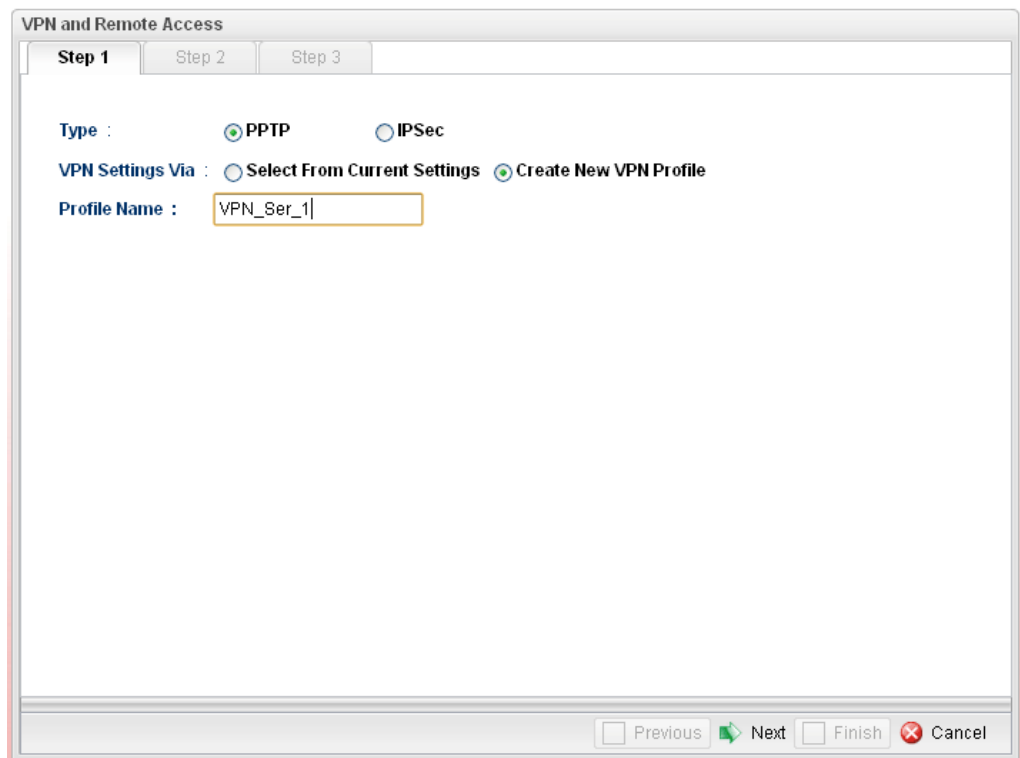 VPN and Remote Access
Step 1 Step 2 Step 3
Type : PPTP IPSec
VPN Settings Via : Select From Current Settings Create New VPN Profile
Profile Name : VPN_Ser_1
Previous Next Finish Cancel